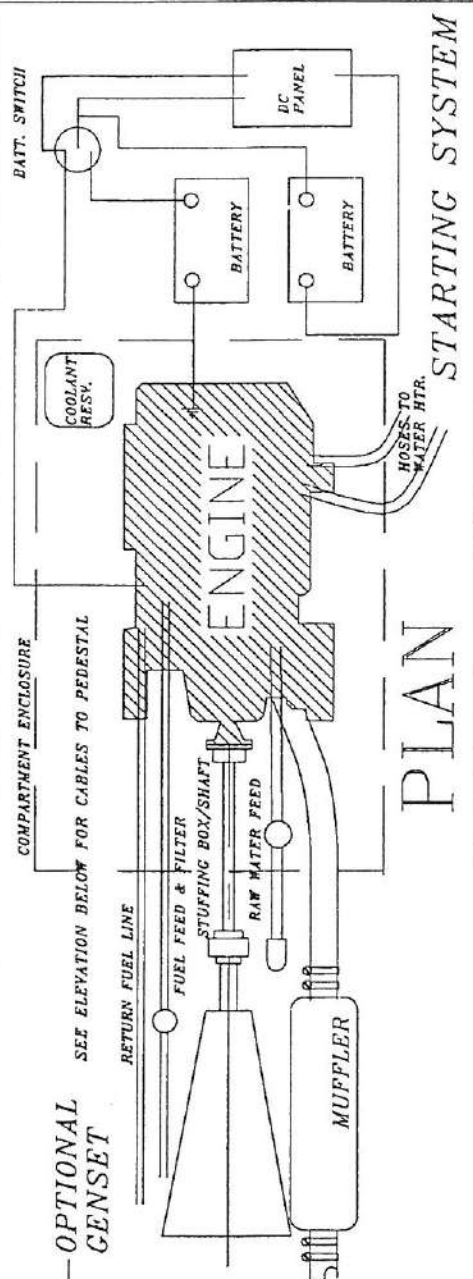 OPTIONAL
GENSET
COMPARTMENT ENCLOSURE
SEE ELEVATION BELOW FOR CABLES TO PEDESTAL
RETURN FUEL LINE
FUEL FEED & FILTER
STUFFING BOX/SHAFT
RAW WATER FEED
MUFFLER
ENGINE
COOLANT
RESV.
BATT. SWITCH
DC
PANEL
BATTERY
BATTERY
HOSES TO
WATER HTR.
PLAN
STARTING SYSTEM